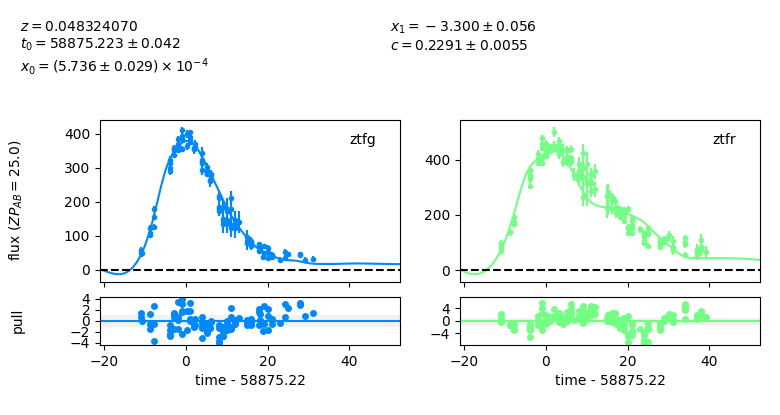 z = 0.048324070
t₀ = 58875.223 ± 0.042
x₀ = (5.736 ± 0.029) × 10⁻⁴
x₁ = −3.300 ± 0.056
c = 0.2291 ± 0.0055
flux (ZP_AB = 25.0)
400
300
200
100
0
ztfg
400
200
0
ztfr
pull
4
2
0
−2
−4
−20
0
20
40
time - 58875.22
4
0
−4
−20
0
20
40
time - 58875.22